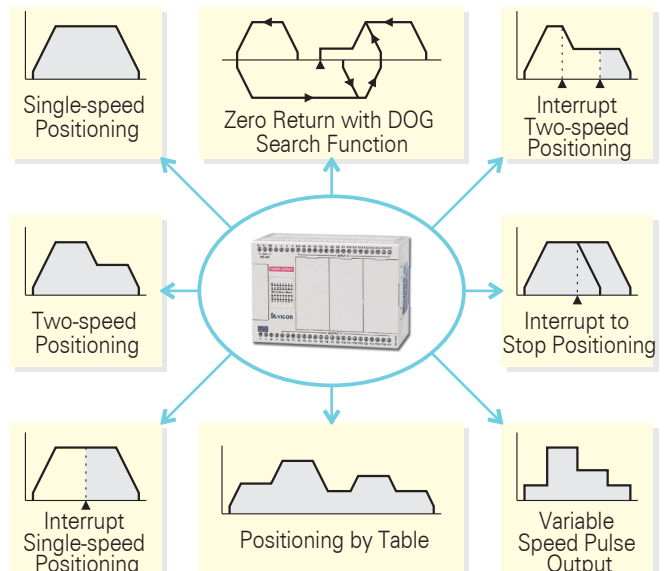 Single-speed
Positioning
Zero Return with DOG
Search Function
Interrupt
Two-speed
Positioning
VIGOR
Two-speed
Positioning
Interrupt to
Stop Positioning
Interrupt
Single-speed
Positioning
Positioning by Table
Variable
Speed Pulse
Output